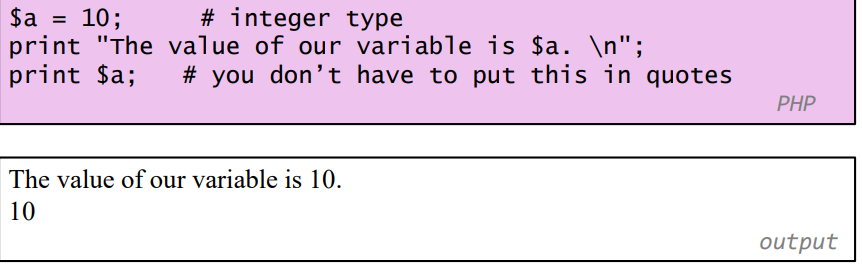 $a = 10;     # integer type
print "The value of our variable is $a. \n";
print $a;   # you don’t have to put this in quotes
PHP
The value of our variable is 10.
10
output